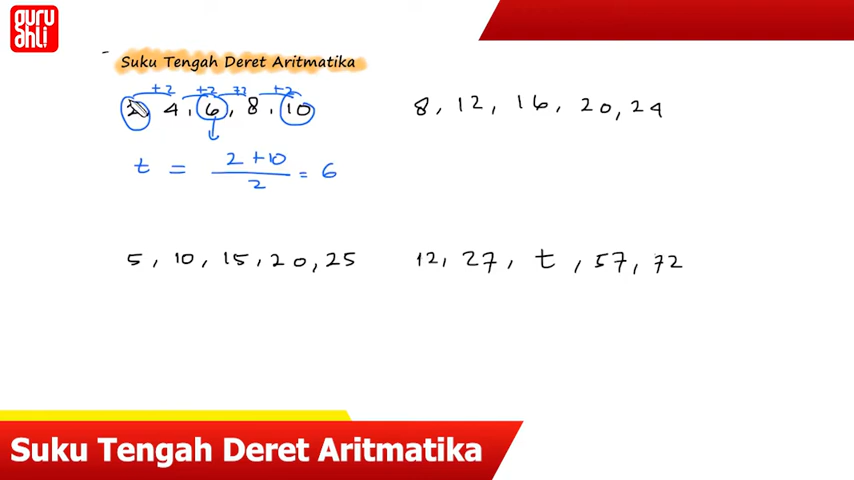 guru
ahli
Suku Tengah Deret Aritmatika
+2 +2 +2 +2
2, 4, 6, 8, 10
t = 2 + 10 / 2 = 6
8, 12, 16, 20, 24
5, 10, 15, 20, 25
12, 27, t, 57, 72
Suku Tengah Deret Aritmatika